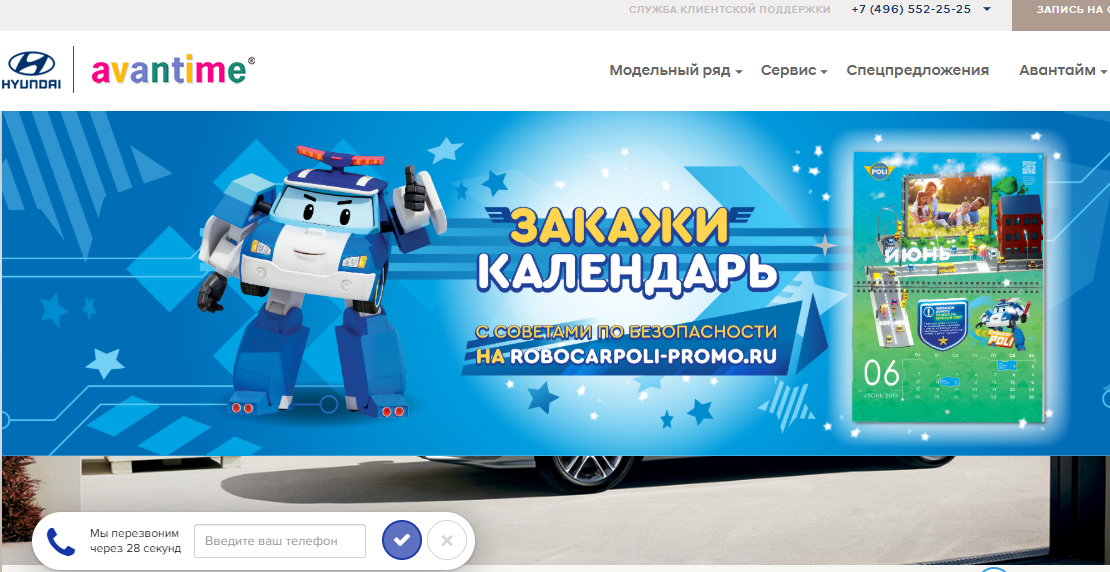 СЛУЖБА КЛИЕНТСКОЙ ПОДДЕРЖКИ +7 (496) 552-25-25 ЗАПИСЬ НА
HYUNDAI avantime®
Модельный ряд Сервис Спецпредложения Авантайм
ЗАКАЖИ
КАЛЕНДАРЬ
С СОВЕТАМИ ПО БЕЗОПАСНОСТИ
НА ROBOCARPOLI-PROMO.RU
POLI
ИЮНЬ
POLI
06
ИЮНЬ 2019
Мы перезвоним
через 28 секунд
Введите ваш телефон